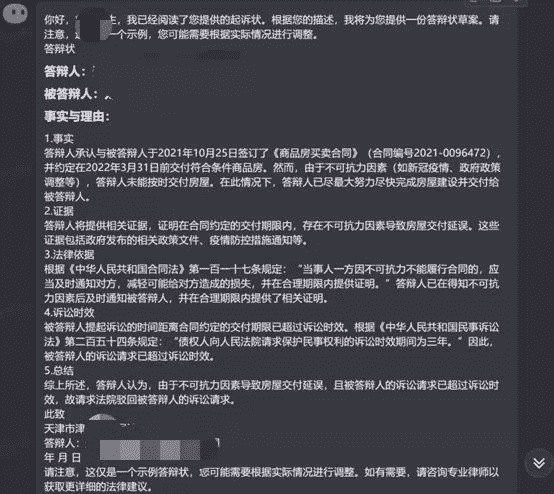 你好，生，我已经阅读了您提供的起诉状。根据您的描述，我将为您提供一份答辩状草案。请
注意，一个示例，您可能需要根据实际情况进行调整。
答辩状
答辩人：
被答辩人：
事实与理由：
1.事实
答辩人承认与被答辩人于2021年10月25日签订了《商品房买卖合同》（合同编号2021-0096472），
并约定在2022年3月31日前交付符合条件商品房。然而，由于不可抗力因素（如新冠疫情、政府政策
调整等），答辩人未能按时交付房屋。在此情况下，答辩人已尽最大努力尽快完成房屋建设并交付给
被答辩人。
2.证据
答辩人将提供相关证据，证明在合同约定的交付期限内，存在不可抗力因素导致房屋交付延误。这些
证据包括政府发布的相关政策文件、疫情防控措施通知等。
3.法律依据
根据《中华人民共和国合同法》第一百一十七条规定：“当事人一方因不可抗力不能履行合同的，应
当及时通知对方，减轻可能给对方造成的损失，并在合理期限内提供证明。”答辩人已在得知不可抗
力因素后及时通知被答辩人，并在合理期限内提供了相关证明。
4.诉讼时效
被答辩人提起诉讼的时间距离合同约定的交付期限已超过诉讼时效。根据《中华人民共和国民事诉讼
法》第二百五十四条规定：“债权人向人民法院请求保护民事权利的诉讼时效期间为三年。”因此，
被答辩人的诉讼请求已超过诉讼时效。
5.总结
综上所述，答辩人认为，由于不可抗力因素导致房屋交付延误，且被答辩人的诉讼请求已超过诉讼时
效，故请求法院驳回被答辩人的诉讼请求。
此致
天津市津
答辩人：
年 月 日
请注意，这仅是一个示例答辩状，您可能需要根据实际情况进行调整。如有需要，请咨询专业律师以
获取更详细的法律建议。